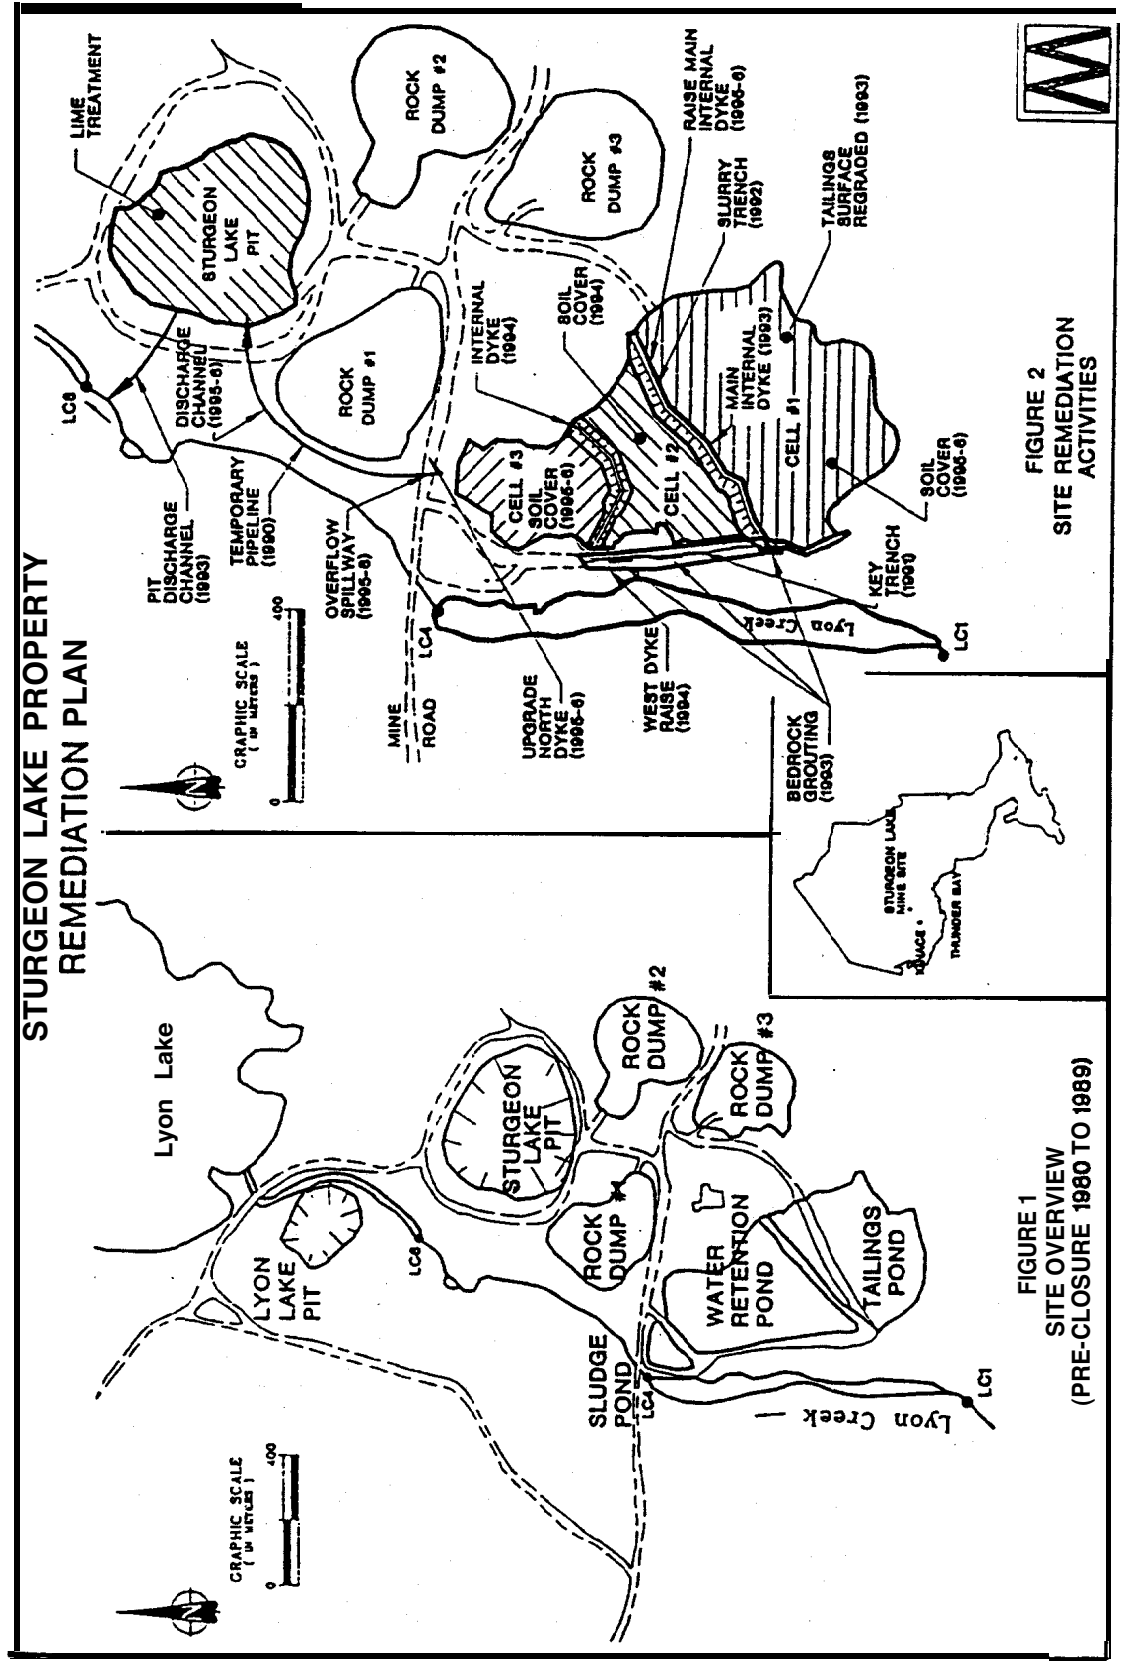 STURGEON LAKE PROPERTY
REMEDIATION PLAN
GRAPHIC SCALE
( IN METERS )
0
400
N
Lyon Lake
LYON
LAKE
PIT
LC6
STURGEON
LAKE
PIT
ROCK
DUMP #2
ROCK
DUMP #1
ROCK
DUMP #3
SLUDGE
POND
LC4
WATER
RETENTION
POND
TAILINGS
POND
Lyon Creek
LC1
FIGURE 1
SITE OVERVIEW
(PRE-CLOSURE 1980 TO 1989)
N
GRAPHIC SCALE
( IN METERS )
0
400
LC6
LIME
TREATMENT
STURGEON
LAKE
PIT
ROCK
DUMP #2
PIT
DISCHARGE
CHANNEL
(1993)
DISCHARGE
CHANNEL
(1995-6)
TEMPORARY
PIPELINE
(1990)
ROCK
DUMP #1
OVERFLOW
SPILLWAY
(1995-6)
MINE
ROAD
LC4
INTERNAL
DYKE
(1994)
ROCK
DUMP #3
UPGRADE
NORTH
DYKE
(1995-6)
CELL #3
SOIL
COVER
(1995-6)
SOIL
COVER
(1994)
RAISE MAIN
INTERNAL
DYKE
(1995-6)
SLURRY
TRENCH
(1992)
WEST DYKE
RAISE
(1994)
CELL #2
MAIN
INTERNAL
DYKE (1993)
TAILINGS
SURFACE
REGRADED (1993)
CELL #1
BEDROCK
GROUTING
(1993)
Lyon Creek
KEY
TRENCH
(1991)
SOIL
COVER
(1995-6)
LC1
FIGURE 2
SITE REMEDIATION
ACTIVITIES
STURGEON LAKE
MINE SITE
IGNACE
THUNDER BAY